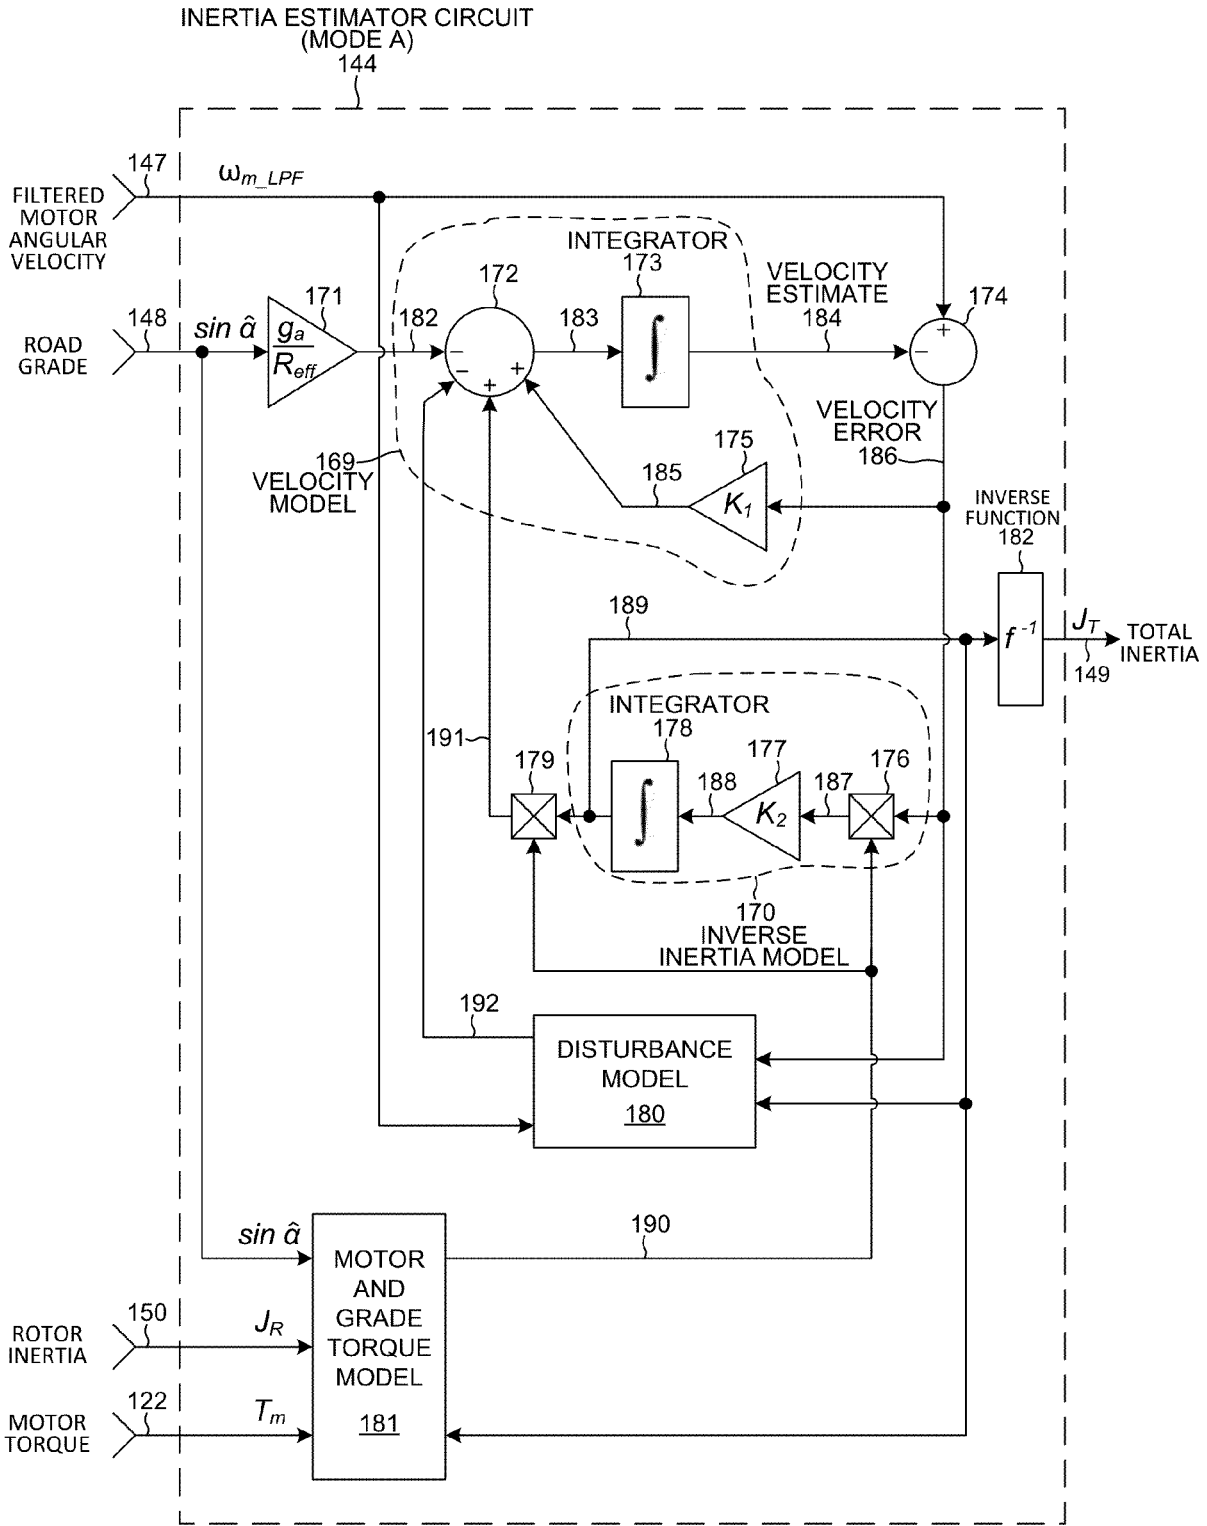 INERTIA ESTIMATOR CIRCUIT
(MODE A)
144
147
ωm_LPF
FILTERED
MOTOR
ANGULAR
VELOCITY
INTEGRATOR
173
172
VELOCITY
ESTIMATE
184
174
171
148
sin α̂
ga
Reff
182
183
ROAD
GRADE
−
−
+
+
∫
−
+
VELOCITY
ERROR
186
169
VELOCITY
MODEL
175
185
K1
INVERSE
FUNCTION
182
189
f -1
JT
149
TOTAL
INERTIA
INTEGRATOR
178
191
179
177
176
188
187
∫
K2
170
INVERSE
INERTIA MODEL
192
DISTURBANCE
MODEL
180
sin α̂
190
MOTOR
AND
GRADE
TORQUE
MODEL
181
150
JR
ROTOR
INERTIA
122
Tm
MOTOR
TORQUE